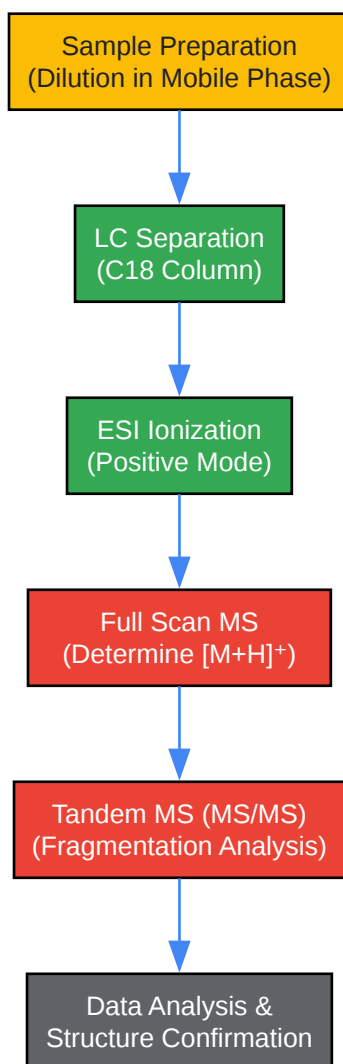 Sample Preparation
(Dilution in Mobile Phase)
LC Separation
(C18 Column)
ESI Ionization
(Positive Mode)
Full Scan MS
(Determine [M+H]⁺)
Tandem MS (MS/MS)
(Fragmentation Analysis)
Data Analysis &
Structure Confirmation